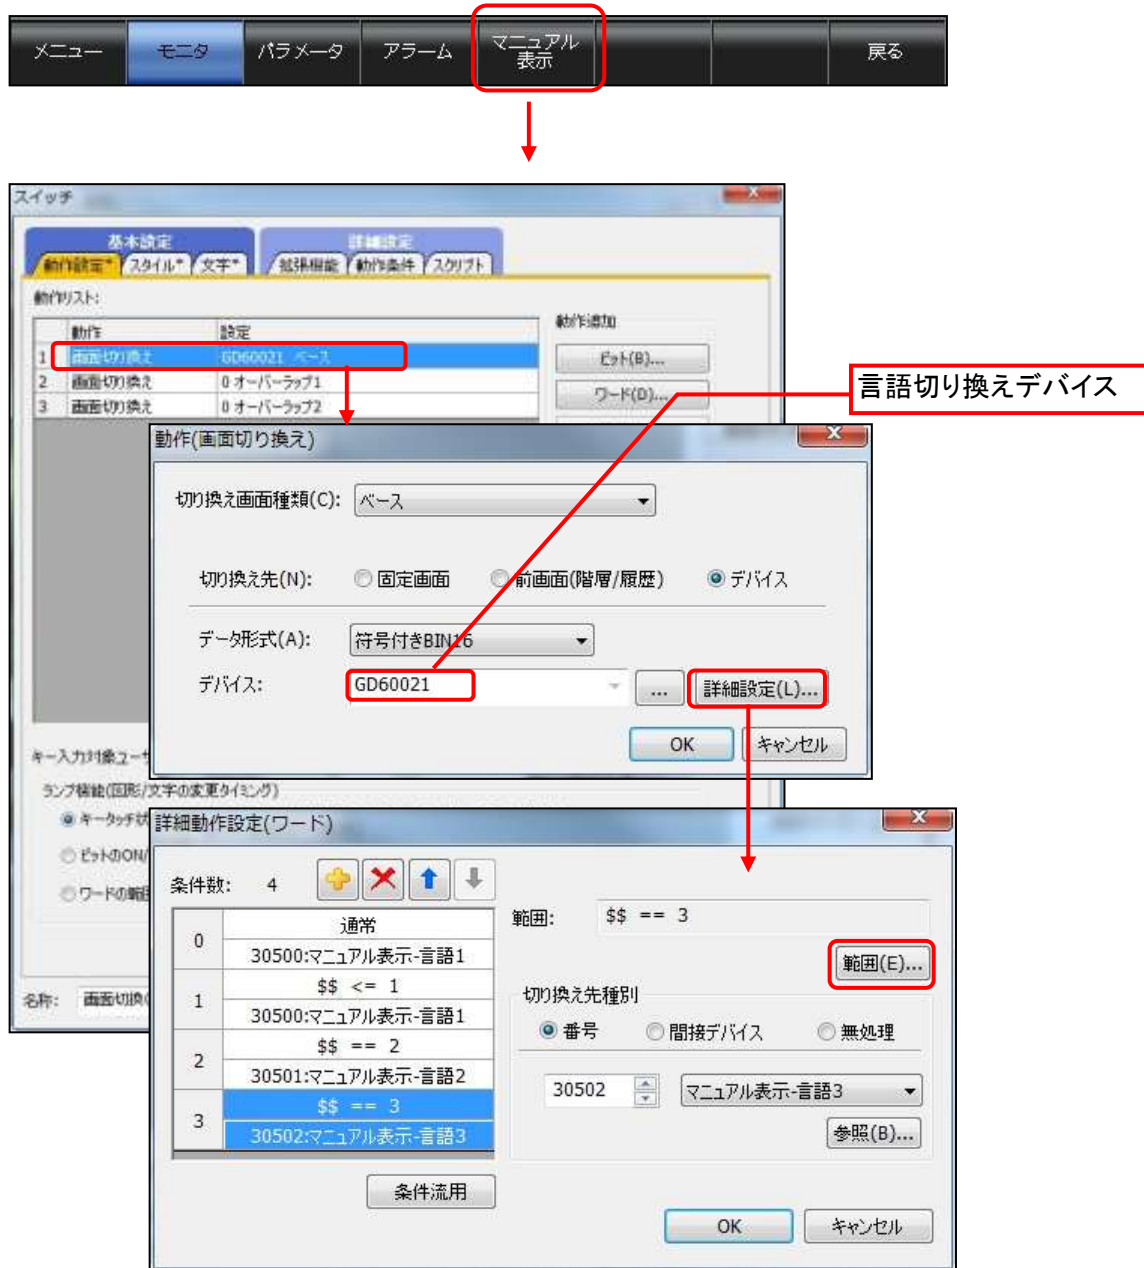 メニュー モニタ パラメータ アラーム マニュアル表示 戻る
スイッチ
基本設定 詳細設定
動作設定* スタイル* 文字* 拡張機能 動作条件 スクリプト
動作リスト:
動作 設定
1 画面切り換え GD60021 ベース
2 画面切り換え 0 オーバーラップ1
3 画面切り換え 0 オーバーラップ2
動作追加
ビット(B)...
ワード(D)...
言語切り換えデバイス
動作(画面切り換え)
切り換え画面種類(C): ベース
切り換え先(N): 固定画面 前画面(階層/履歴) デバイス
データ形式(A): 符号付きBIN16
デバイス: GD60021 ... 詳細設定(L)...
OK キャンセル
キー入力対象ユーザ
ランプ機能(図形/文字の変更タイミング)
キータッチ状
ビットのON/
ワードの範囲
名称: 画面切換(
詳細動作設定(ワード)
条件数: 4
0 通常
30500:マニュアル表示-言語1
1 $$ <= 1
30500:マニュアル表示-言語1
2 $$ == 2
30501:マニュアル表示-言語2
3 $$ == 3
30502:マニュアル表示-言語3
条件流用
範囲: $$ == 3
範囲(E)...
切り換え先種別
番号 間接デバイス 無処理
30502 マニュアル表示-言語3
参照(B)...
OK キャンセル